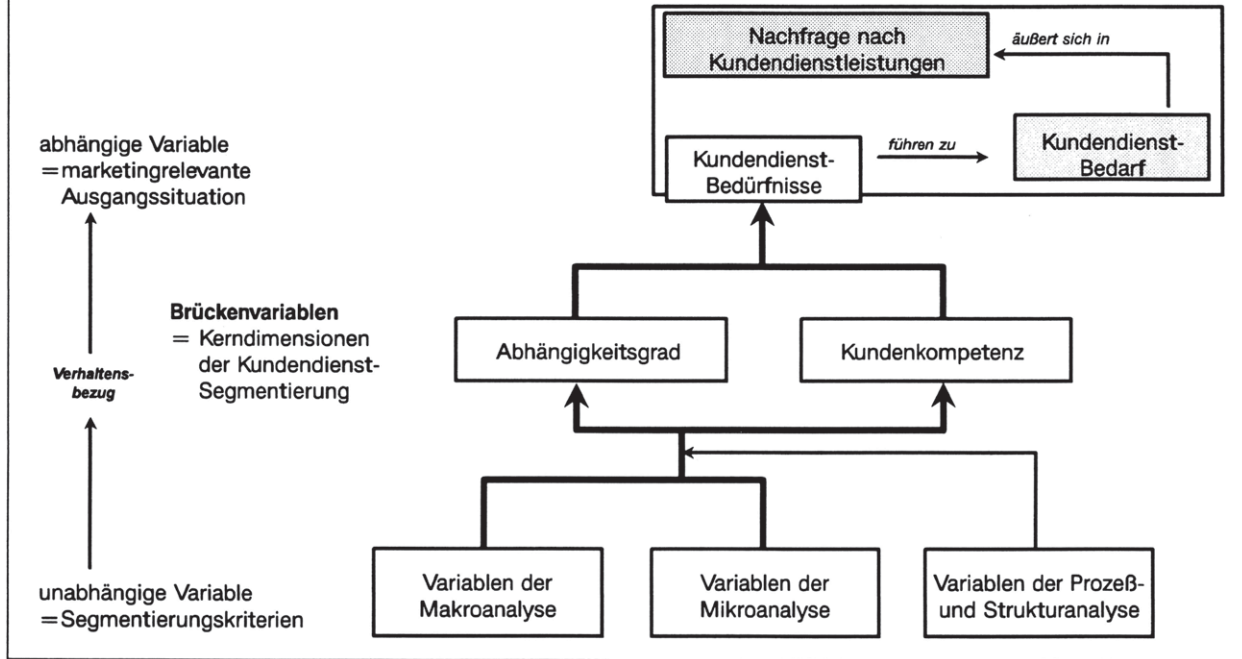 Nachfrage nach
Kundendienstleistungen
äußert sich in
abhängige Variable
=marketingrelevante
Ausgangssituation
Kundendienst-
Bedürfnisse
führen zu
Kundendienst-
Bedarf
Brückenvariablen
= Kerndimensionen
der Kundendienst-
Segmentierung
Verhaltens-
bezug
Abhängigkeitsgrad
Kundenkompetenz
unabhängige Variable
=Segmentierungskriterien
Variablen der
Makroanalyse
Variablen der
Mikroanalyse
Variablen der Prozeß-
und Strukturanalyse